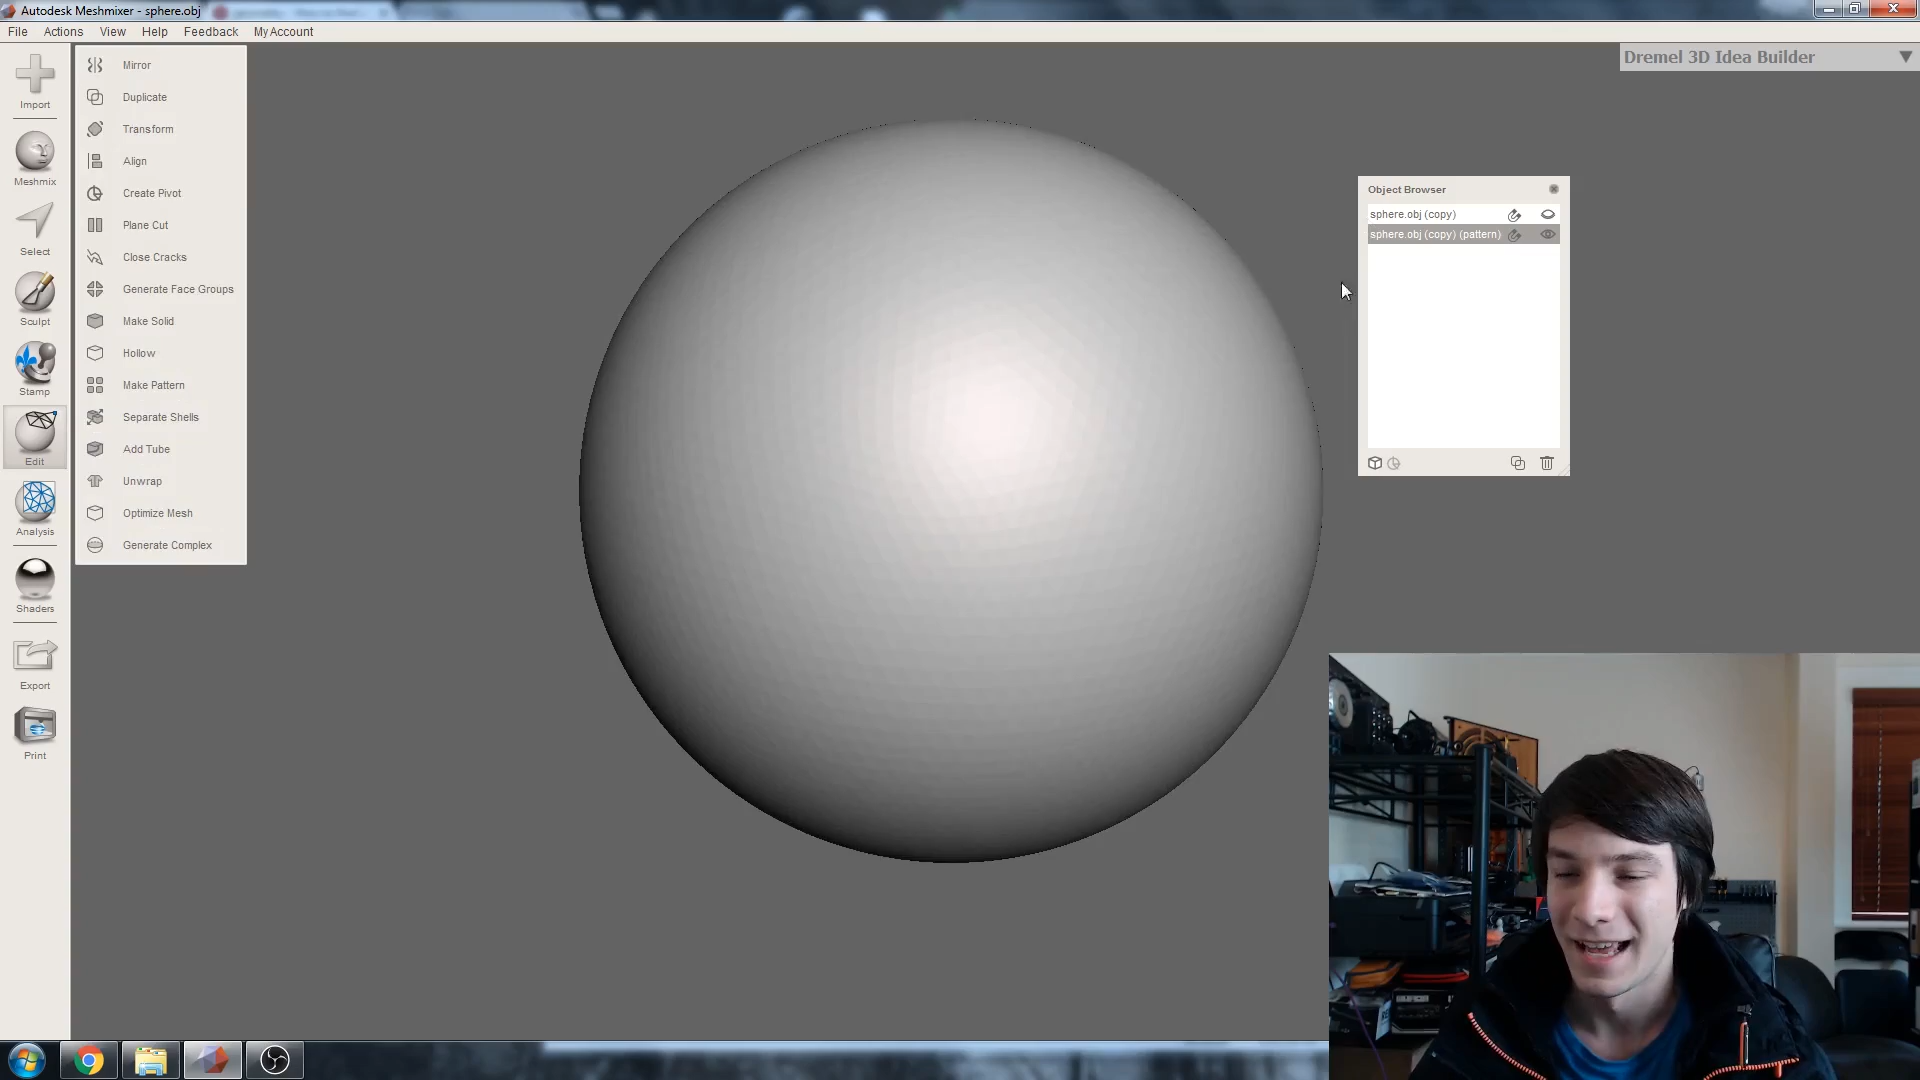 Autodesk Meshmixer - sphere.obj
File Actions View Help Feedback My Account
Import
Meshmix
Select
Sculpt
Stamp
Edit
Analysis
Shaders
Export
Print
Mirror
Duplicate
Transform
Align
Create Pivot
Plane Cut
Close Cracks
Generate Face Groups
Make Solid
Hollow
Make Pattern
Separate Shells
Add Tube
Unwrap
Optimize Mesh
Generate Complex
Dremel 3D Idea Builder
Object Browser
sphere.obj (copy)
sphere.obj (copy) (pattern)